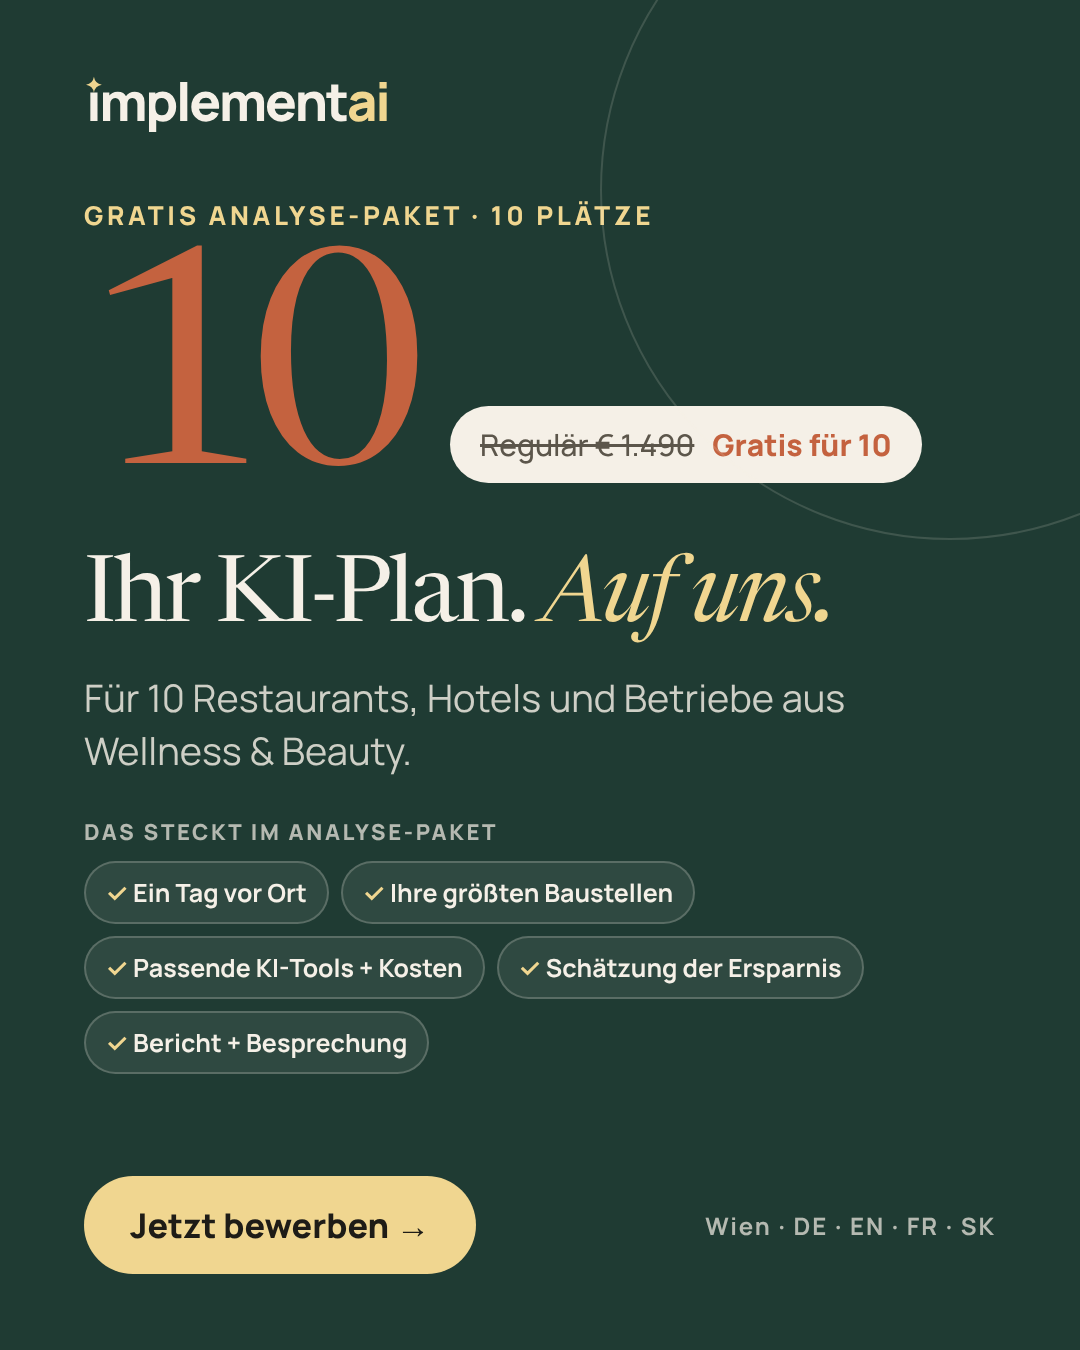 implementai
GRATIS ANALYSE-PAKET · 10 PLÄTZE
10
Regulär € 1.490 Gratis für 10
Ihr KI-Plan. Auf uns.
Für 10 Restaurants, Hotels und Betriebe aus
Wellness & Beauty.
DAS STECKT IM ANALYSE-PAKET
✓ Ein Tag vor Ort ✓ Ihre größten Baustellen
✓ Passende KI-Tools + Kosten ✓ Schätzung der Ersparnis
✓ Bericht + Besprechung
Jetzt bewerben → Wien · DE · EN · FR · SK